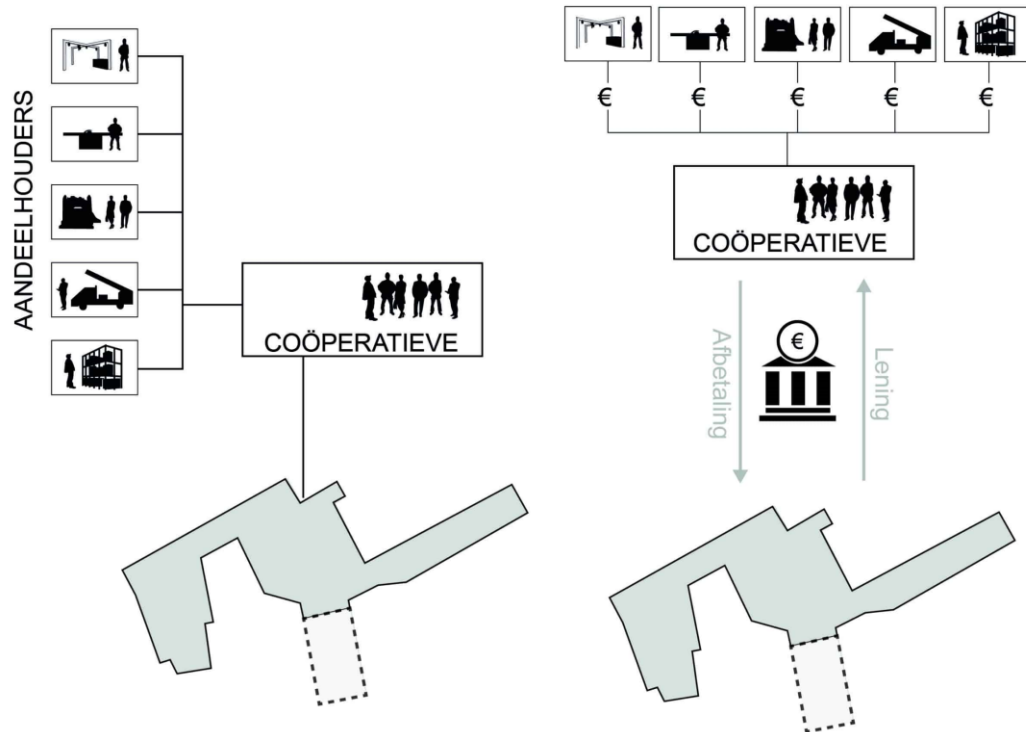 AANDEELHOUDERS
COÖPERATIEVE
€ € € € €
COÖPERATIEVE
Afbetaling
€
Lening